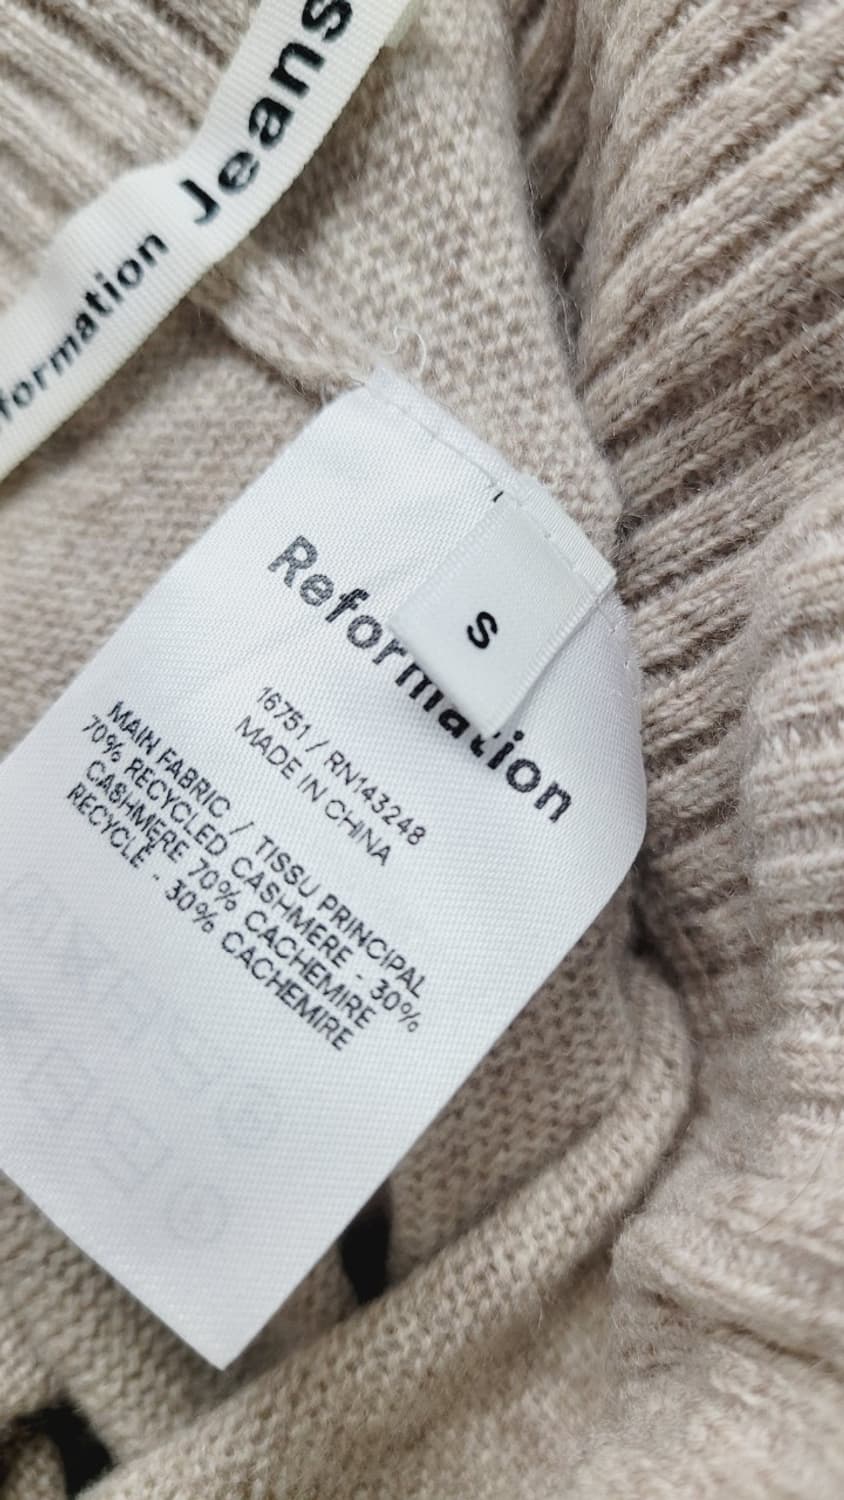 formation Jeans
S
Reformation
16751 / RN143248
MADE IN CHINA
MAIN FABRIC / TISSU PRINCIPAL
70% RECYCLED CASHMERE - 30%
CASHMERE 70% CACHEMIRE
RECYCLÉ - 30% CACHEMIRE